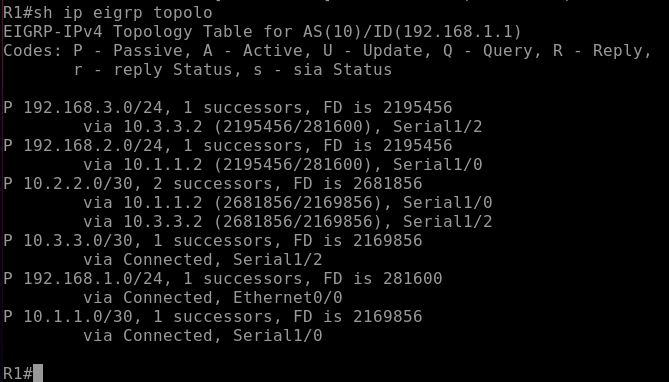 R1#sh ip eigrp topolo
EIGRP-IPv4 Topology Table for AS(10)/ID(192.168.1.1)
Codes: P - Passive, A - Active, U - Update, Q - Query, R - Reply,
       r - reply Status, s - sia Status

P 192.168.3.0/24, 1 successors, FD is 2195456
        via 10.3.3.2 (2195456/281600), Serial1/2
P 192.168.2.0/24, 1 successors, FD is 2195456
        via 10.1.1.2 (2195456/281600), Serial1/0
P 10.2.2.0/30, 2 successors, FD is 2681856
        via 10.1.1.2 (2681856/2169856), Serial1/0
        via 10.3.3.2 (2681856/2169856), Serial1/2
P 10.3.3.0/30, 1 successors, FD is 2169856
        via Connected, Serial1/2
P 192.168.1.0/24, 1 successors, FD is 281600
        via Connected, Ethernet0/0
P 10.1.1.0/30, 1 successors, FD is 2169856
        via Connected, Serial1/0

R1#